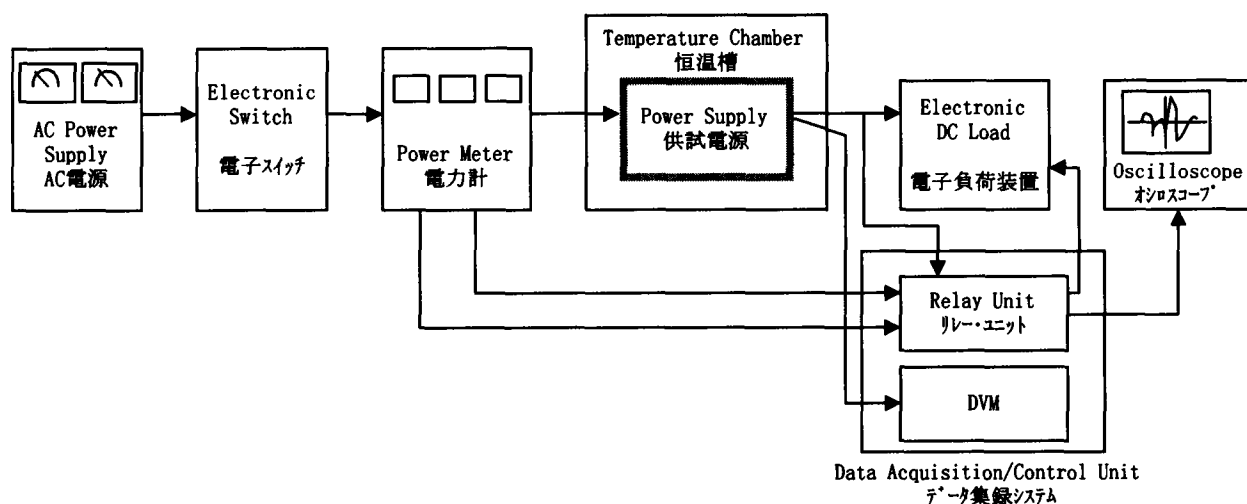 AC Power
Supply
AC電源
Electronic
Switch
電子スイッチ
Power Meter
電力計
Temperature Chamber
恒温槽
Power Supply
供試電源
Electronic
DC Load
電子負荷装置
Oscilloscope
オシロスコープ
Relay Unit
リレー・ユニット
DVM
Data Acquisition/Control Unit
データ集録システム